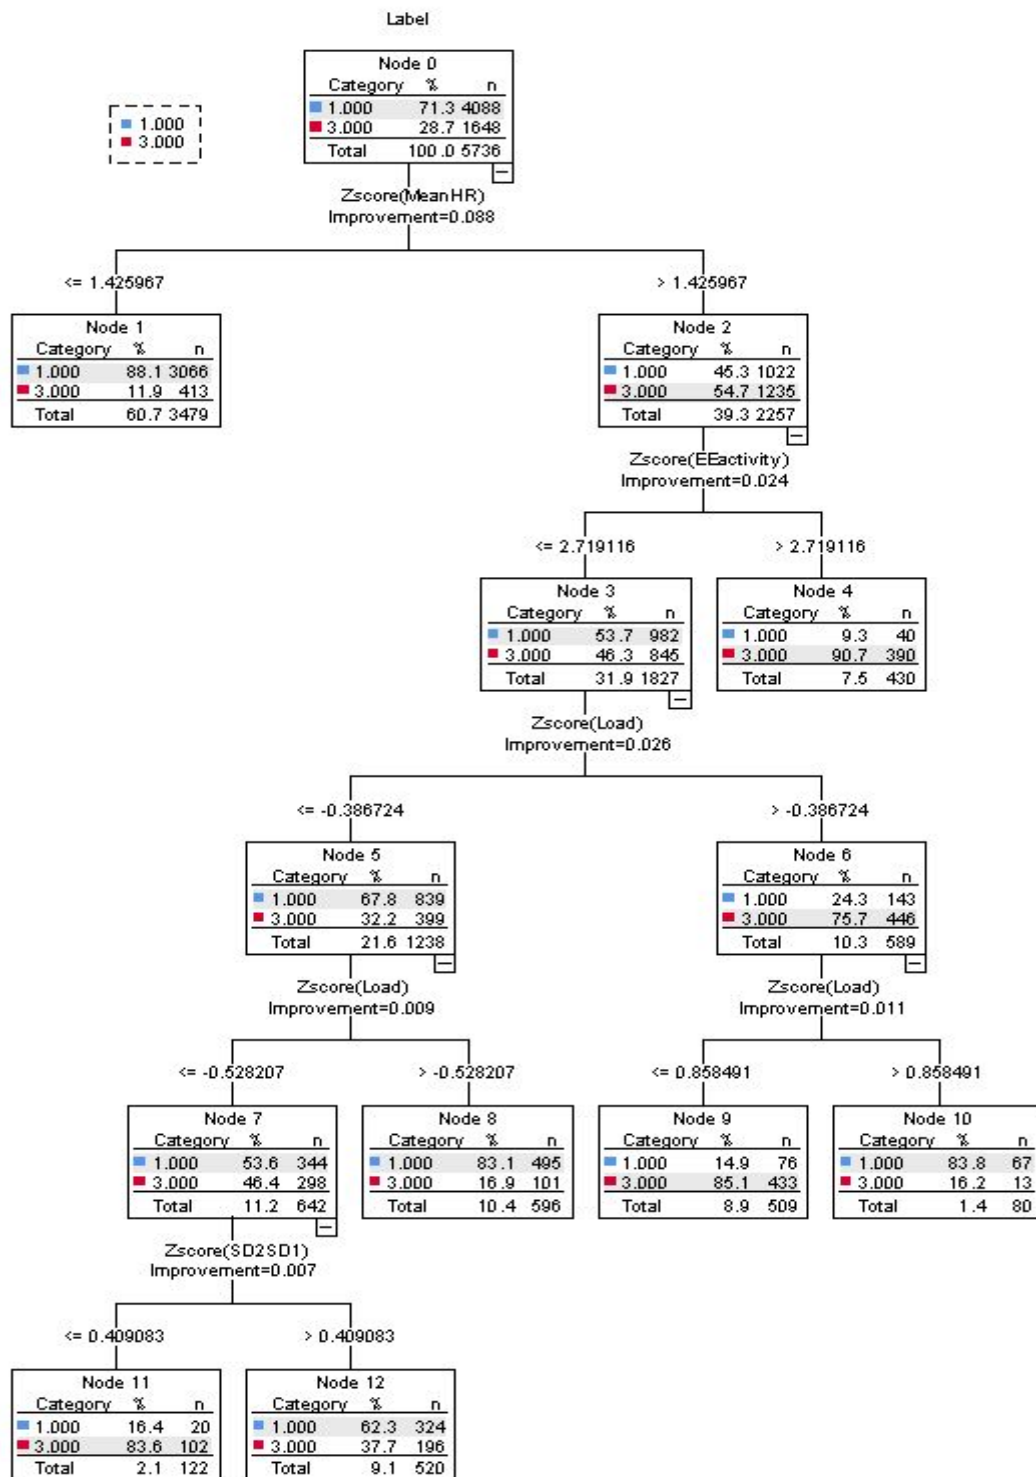 Label
1.000
3.000
Node 0
Category % n
1.000 71.3 4088
3.000 28.7 1648
Total 100.0 5736
Zscore(MeanHR)
Improvement=0.088
<= 1.425967
> 1.425967
Node 1
Category % n
1.000 88.1 3066
3.000 11.9 413
Total 60.7 3479
Node 2
Category % n
1.000 45.3 1022
3.000 54.7 1235
Total 39.3 2257
Zscore(EEactivity)
Improvement=0.024
<= 2.719116
> 2.719116
Node 3
Category % n
1.000 53.7 982
3.000 46.3 845
Total 31.9 1827
Node 4
Category % n
1.000 9.3 40
3.000 90.7 390
Total 7.5 430
Zscore(Load)
Improvement=0.026
<= -0.386724
> -0.386724
Node 5
Category % n
1.000 67.8 839
3.000 32.2 399
Total 21.6 1238
Node 6
Category % n
1.000 24.3 143
3.000 75.7 446
Total 10.3 589
Zscore(Load)
Improvement=0.009
Zscore(Load)
Improvement=0.011
<= -0.528207
> -0.528207
<= 0.858491
> 0.858491
Node 7
Category % n
1.000 53.6 344
3.000 46.4 298
Total 11.2 642
Node 8
Category % n
1.000 83.1 495
3.000 16.9 101
Total 10.4 596
Node 9
Category % n
1.000 14.9 76
3.000 85.1 433
Total 8.9 509
Node 10
Category % n
1.000 83.8 67
3.000 16.2 13
Total 1.4 80
Zscore(SD2SD1)
Improvement=0.007
<= 0.409083
> 0.409083
Node 11
Category % n
1.000 16.4 20
3.000 83.6 102
Total 2.1 122
Node 12
Category % n
1.000 62.3 324
3.000 37.7 196
Total 9.1 520